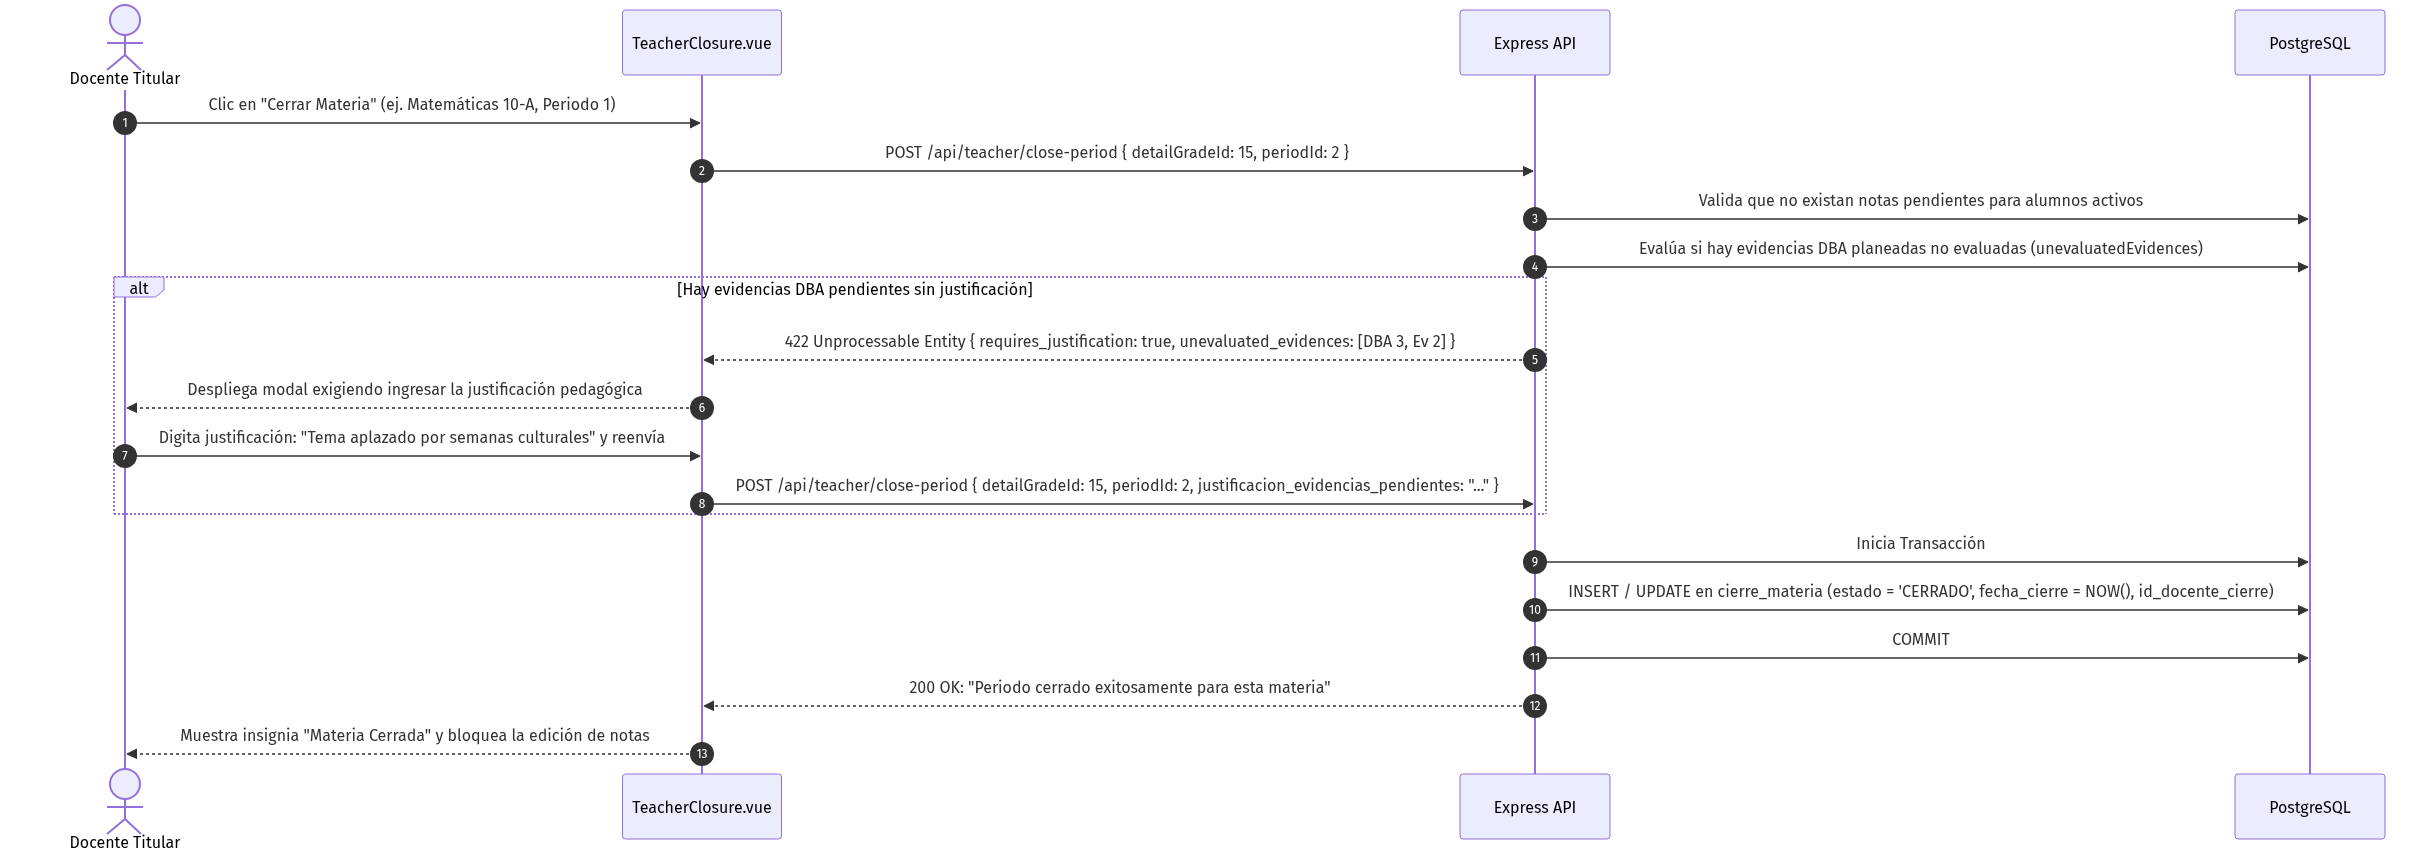 Docente Titular
TeacherClosure.vue
Express API
PostgreSQL
Clic en "Cerrar Materia" (ej. Matemáticas 10-A, Periodo 1)
1
POST /api/teacher/close-period { detailGradeId: 15, periodId: 2 }
2
Valida que no existan notas pendientes para alumnos activos
3
Evalúa si hay evidencias DBA planeadas no evaluadas (unevaluatedEvidences)
4
alt
[Hay evidencias DBA pendientes sin justificación]
422 Unprocessable Entity { requires_justification: true, unevaluated_evidences: [DBA 3, Ev 2] }
5
Despliega modal exigiendo ingresar la justificación pedagógica
6
Digita justificación: "Tema aplazado por semanas culturales" y reenvía
7
POST /api/teacher/close-period { detailGradeId: 15, periodId: 2, justificacion_evidencias_pendientes: "..." }
8
Inicia Transacción
9
INSERT / UPDATE en cierre_materia (estado = 'CERRADO', fecha_cierre = NOW(), id_docente_cierre)
10
COMMIT
11
200 OK: "Periodo cerrado exitosamente para esta materia"
12
Muestra insignia "Materia Cerrada" y bloquea la edición de notas
13
Docente Titular
TeacherClosure.vue
Express API
PostgreSQL